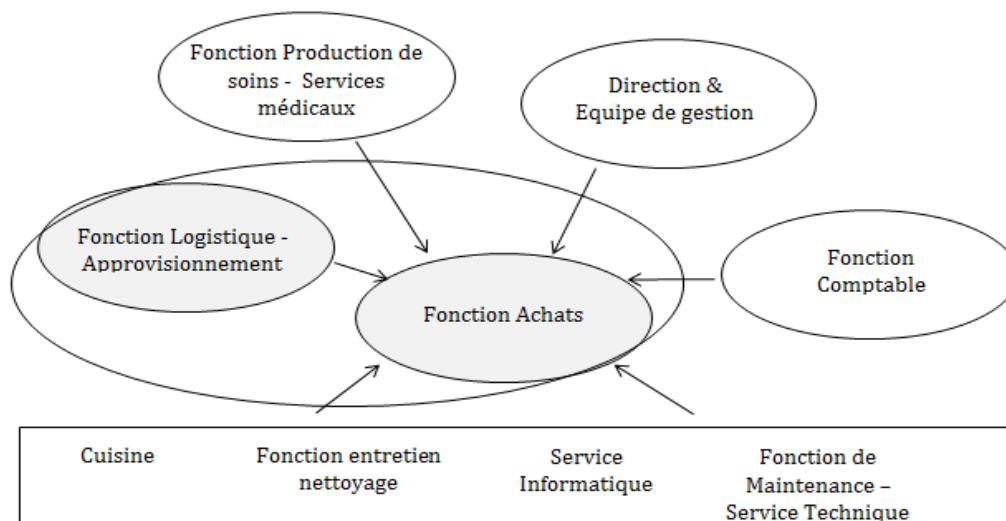 Fonction Production de
soins - Services
médicaux
Direction &
Equipe de gestion
Fonction Logistique -
Approvisionnement
Fonction
Comptable
Fonction Achats
Cuisine
Fonction entretien
nettoyage
Service
Informatique
Fonction de
Maintenance –
Service Technique